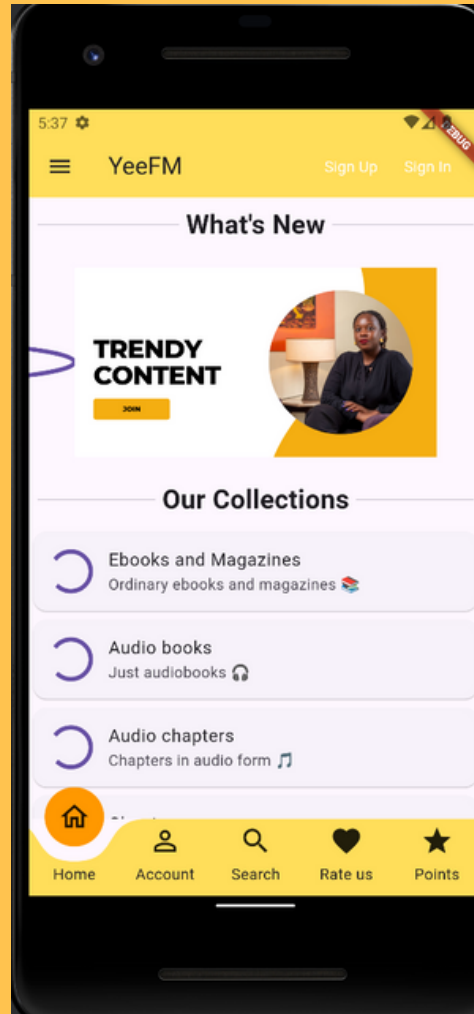 5:37
DEBUG
YeeFM Sign Up Sign In
What's New
TRENDY
CONTENT
JOIN
Our Collections
Ebooks and Magazines
Ordinary ebooks and magazines 📚
Audio books
Just audiobooks 🎧
Audio chapters
Chapters in audio form 🎵
Home Account Search Rate us Points